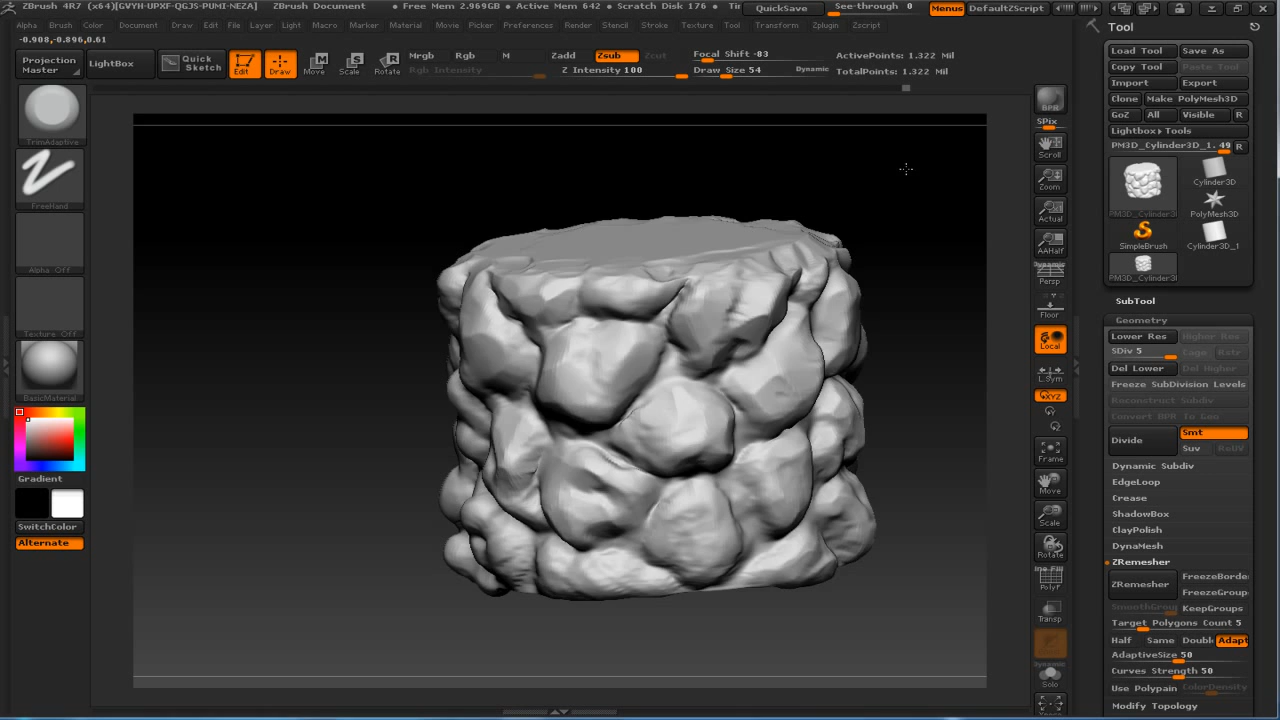 ZBrush 4R7 (x64)[GVYH-UPXF-QGJS-PUMI-NEZA] ZBrush Document • Free Mem 2.969GB • Active Mem 642 • Scratch Disk 176 • QuickSave See-through 0 Menus DefaultZScript
Alpha Brush Color Document Draw Edit File Layer Light Macro Marker Material Movie Picker Preferences Render Stencil Stroke Texture Tool Transform Zplugin Zscript
-0.908,-0.896,0.61
Projection Master
LightBox
Quick Sketch
Edit
Draw
Move
Scale
Rotate
Mrgb Rgb M
Rgb Intensity
Zadd Zsub Zcut
Z Intensity 100
Focal Shift -83
Draw Size 54 Dynamic
ActivePoints: 1.322 Mil
TotalPoints: 1.322 Mil
TrimAdaptive
FreeHand
Alpha Off
Texture Off
BasicMaterial
Gradient
SwitchColor
Alternate
BPR
SPix
Scroll
Zoom
Actual
AAHalf
Dynamic
Persp
Floor
Local
L.Sym
XYZ
Frame
Move
Scale
Rotate
PolyF
Transp
Dynamic
Solo
Tool
Load Tool Save As
Copy Tool Paste Tool
Import Export
Clone Make PolyMesh3D
GoZ All Visible R
Lightbox▸Tools
PM3D_Cylinder3D_1. 49 R
PM3D_Cylinder3D
Cylinder3D
PolyMesh3D
SimpleBrush
Cylinder3D_1
PM3D_Cylinder3D
SubTool
Geometry
Lower Res Higher Res
SDiv 5 Cage Rstr
Del Lower Del Higher
Freeze SubDivision Levels
Reconstruct Subdiv
Convert BPR To Geo
Divide Smt
Suv RelUV
Dynamic Subdiv
EdgeLoop
Crease
ShadowBox
ClayPolish
DynaMesh
ZRemesher
ZRemesher FreezeBorde
FreezeGroup
SmoothGrou KeepGroups
Target Polygons Count 5
Half Same Double Adapt
AdaptiveSize 50
Curves Strength 50
Use Polypain ColorDensity
Modify Topology